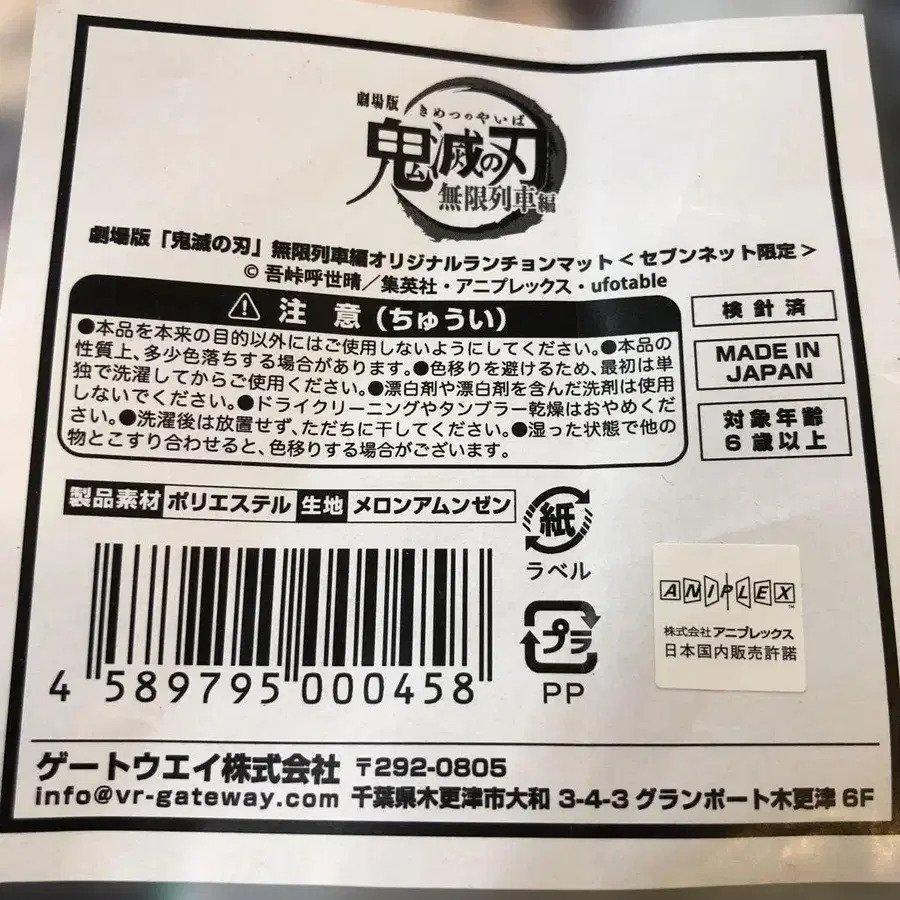 劇場版
きめつのやいば
鬼滅の刃
無限列車編
劇場版「鬼滅の刃」無限列車編オリジナルランチョンマット<セブンネット限定>
© 吾峠呼世晴／集英社・アニプレックス・ufotable
注 意（ちゅうい）
●本品を本来の目的以外にはご使用しないようにしてください。●本品の
性質上、多少色落ちする場合があります。●色移りを避けるため、最初は単
独で洗濯してからご使用ください。●漂白剤や漂白剤を含んだ洗剤は使用
しないでください。●ドライクリーニングやタンブラー乾燥はおやめくだ
さい。●洗濯後は放置せず、ただちに干してください。●湿った状態で他の
物とこすり合わせると、色移りする場合がございます。
検 針 済
MADE IN
JAPAN
対象年齢
6歳以上
製品素材 ポリエステル 生地 メロンアムンゼン
紙
ラベル
プラ
PP
4 589795 000458
ANIPLEX™
株式会社アニプレックス
日本国内販売許諾
ゲートウエイ株式会社 〒292-0805
info@vr-gateway.com 千葉県木更津市大和 3-4-3 グランポート木更津 6F